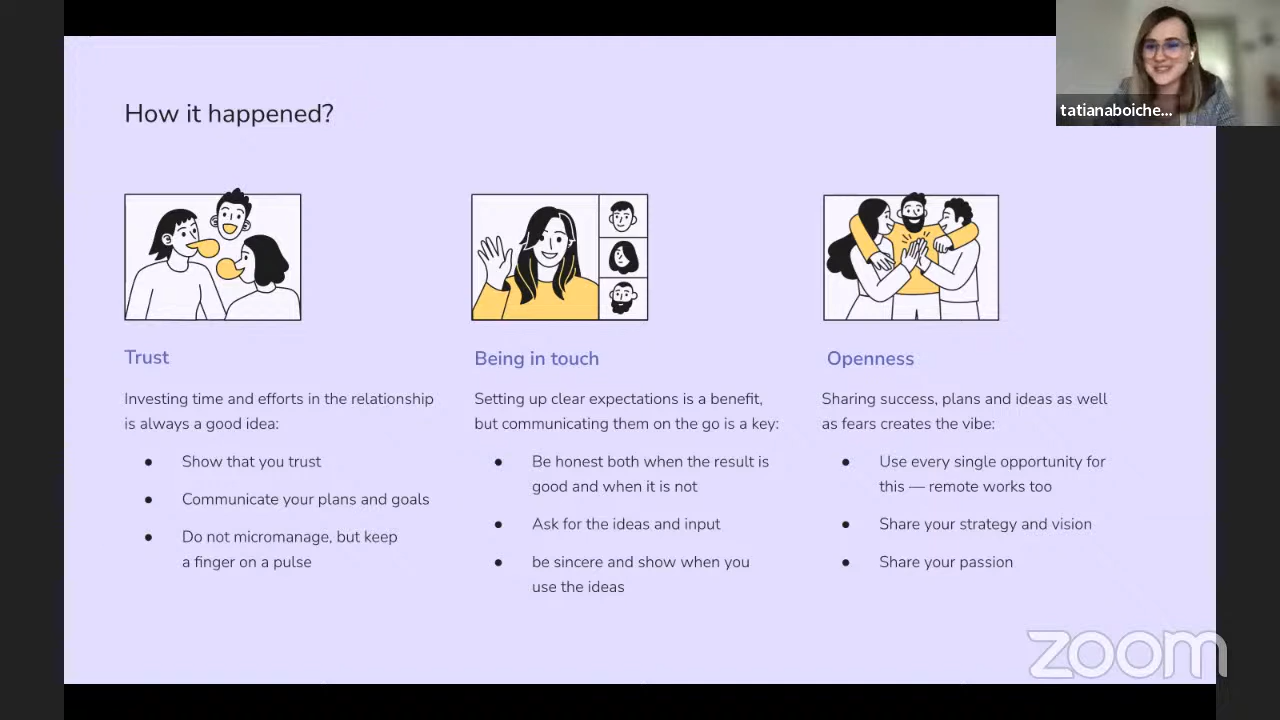 How it happened?
tatianaboiche...
Trust
Investing time and efforts in the relationship
is always a good idea:
● Show that you trust
● Communicate your plans and goals
● Do not micromanage, but keep
a finger on a pulse
Being in touch
Setting up clear expectations is a benefit,
but communicating them on the go is a key:
● Be honest both when the result is
good and when it is not
● Ask for the ideas and input
● be sincere and show when you
use the ideas
Openness
Sharing success, plans and ideas as well
as fears creates the vibe:
● Use every single opportunity for
this — remote works too
● Share your strategy and vision
● Share your passion
zoom